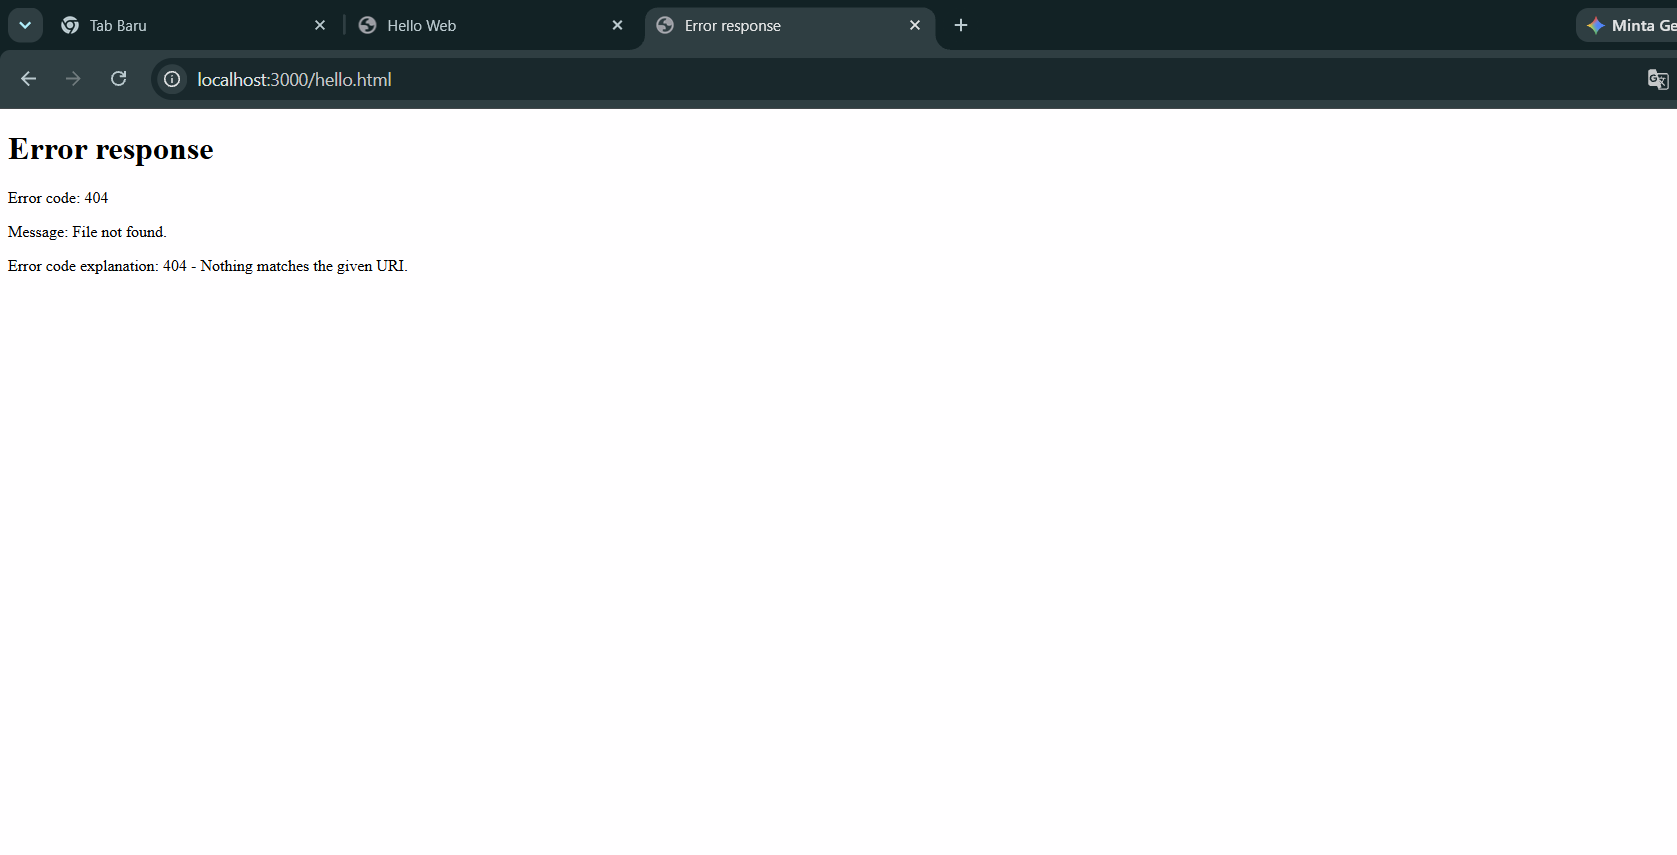 Tab Baru
Hello Web
Error response
Minta Ge
localhost:3000/hello.html
Error response
Error code: 404
Message: File not found.
Error code explanation: 404 - Nothing matches the given URI.